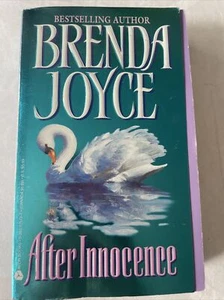 BESTSELLING AUTHOR
BRENDA
JOYCE
After Innocence